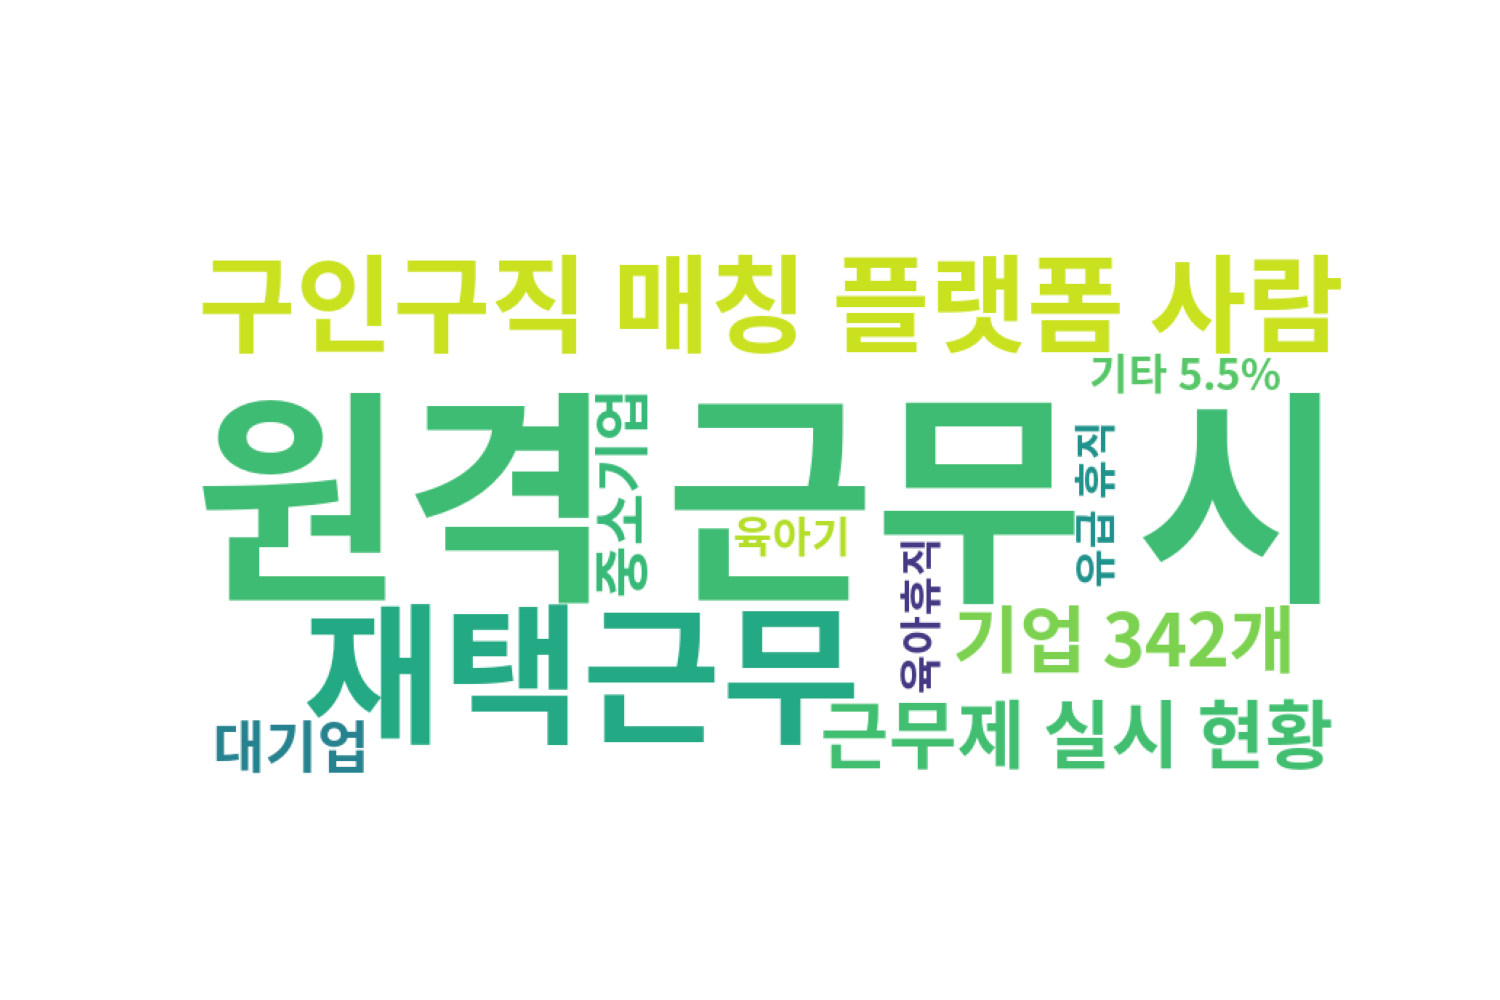 구인구직 매칭 플랫폼 사람
기타 5.5%
원격근무시
중소기업
육아기
유급 휴직
육아휴직
재택근무
기업 342개
대기업
근무제 실시 현황